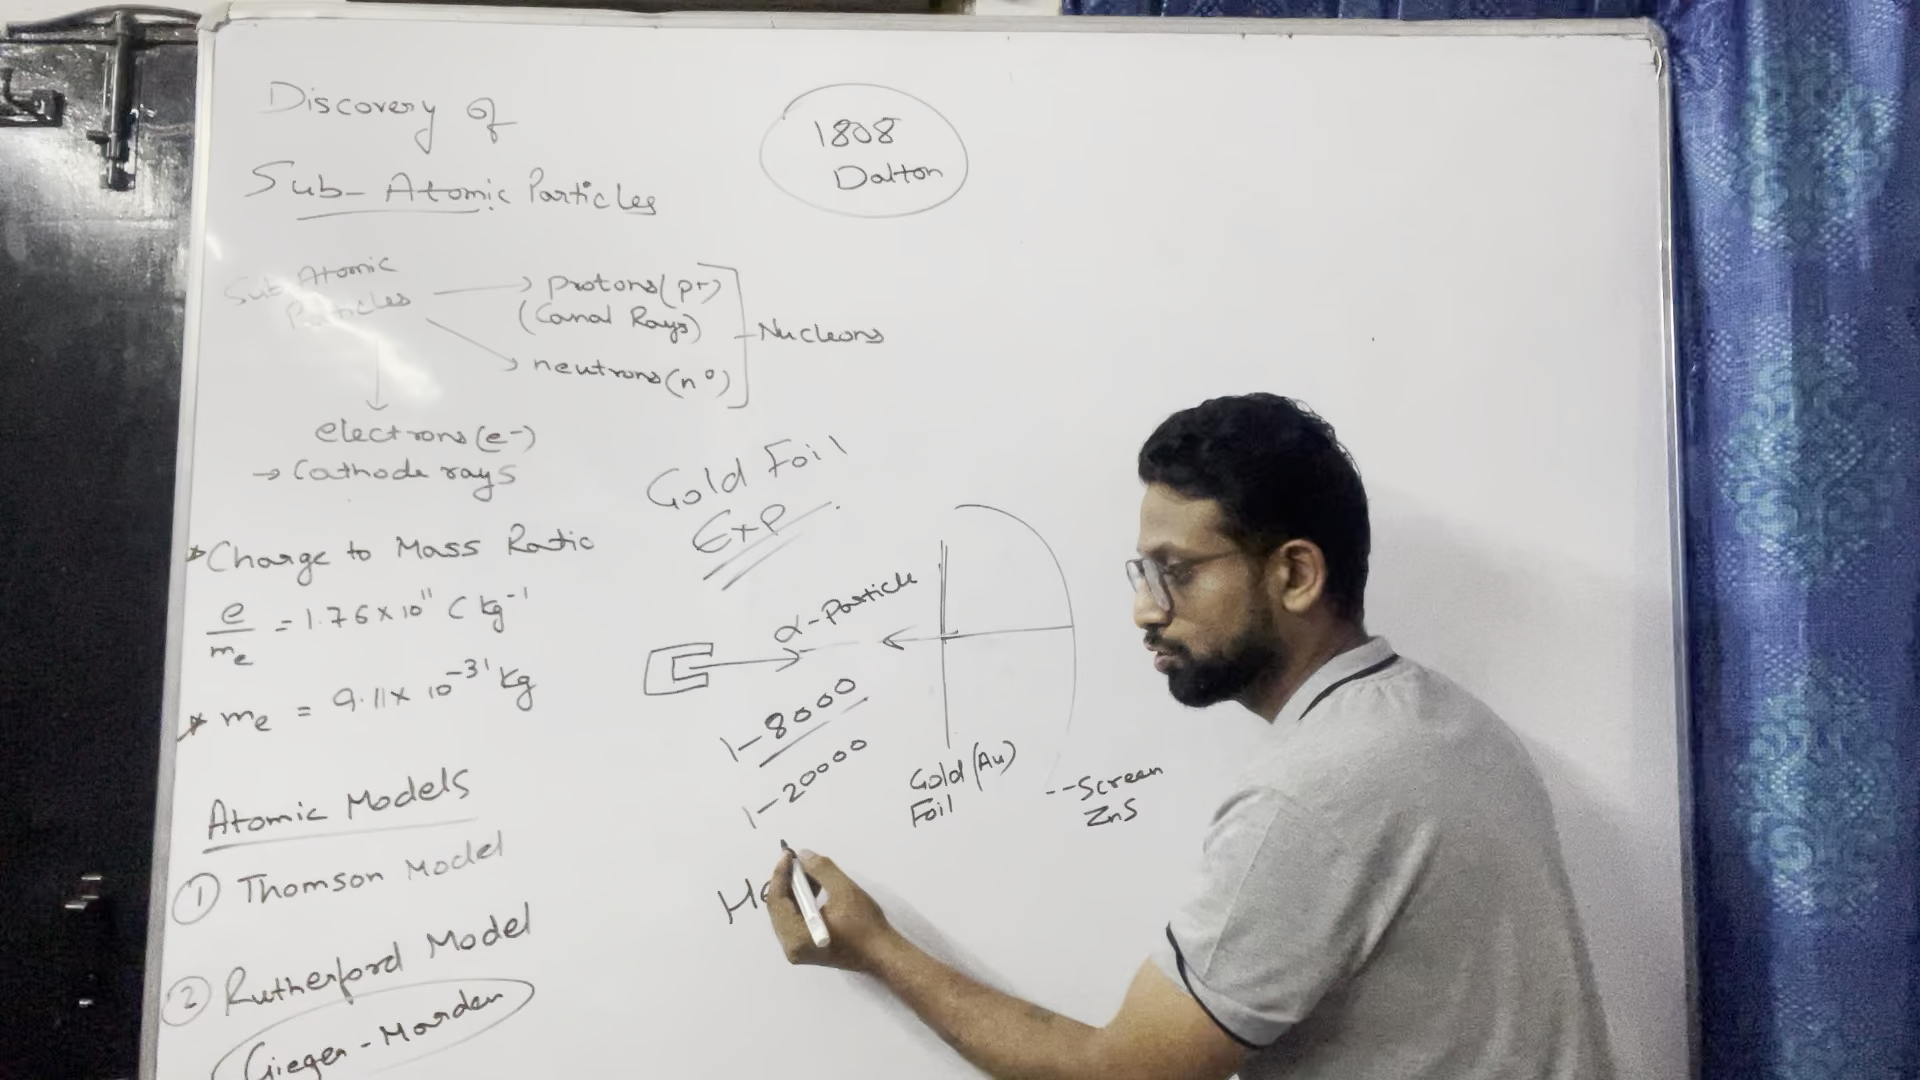 Discovery of
Sub-Atomic Particles
1808
Dalton
Sub Atomic
Particles
protons(p+)
(Canal Rays)
neutrons(n⁰)
Nucleons
electrons(e-)
→ Cathode rays
* Charge to Mass Ratio
e/mₑ = 1.76×10¹¹ C kg⁻¹
* mₑ = 9.11× 10⁻³¹ kg
Atomic Models
① Thomson Model
② Rutherford Model
Gieger-Marsden
Gold Foil
Exp
α-Particle
1-8000
1-20000
Gold (Au)
Foil
--Screen
ZnS
He